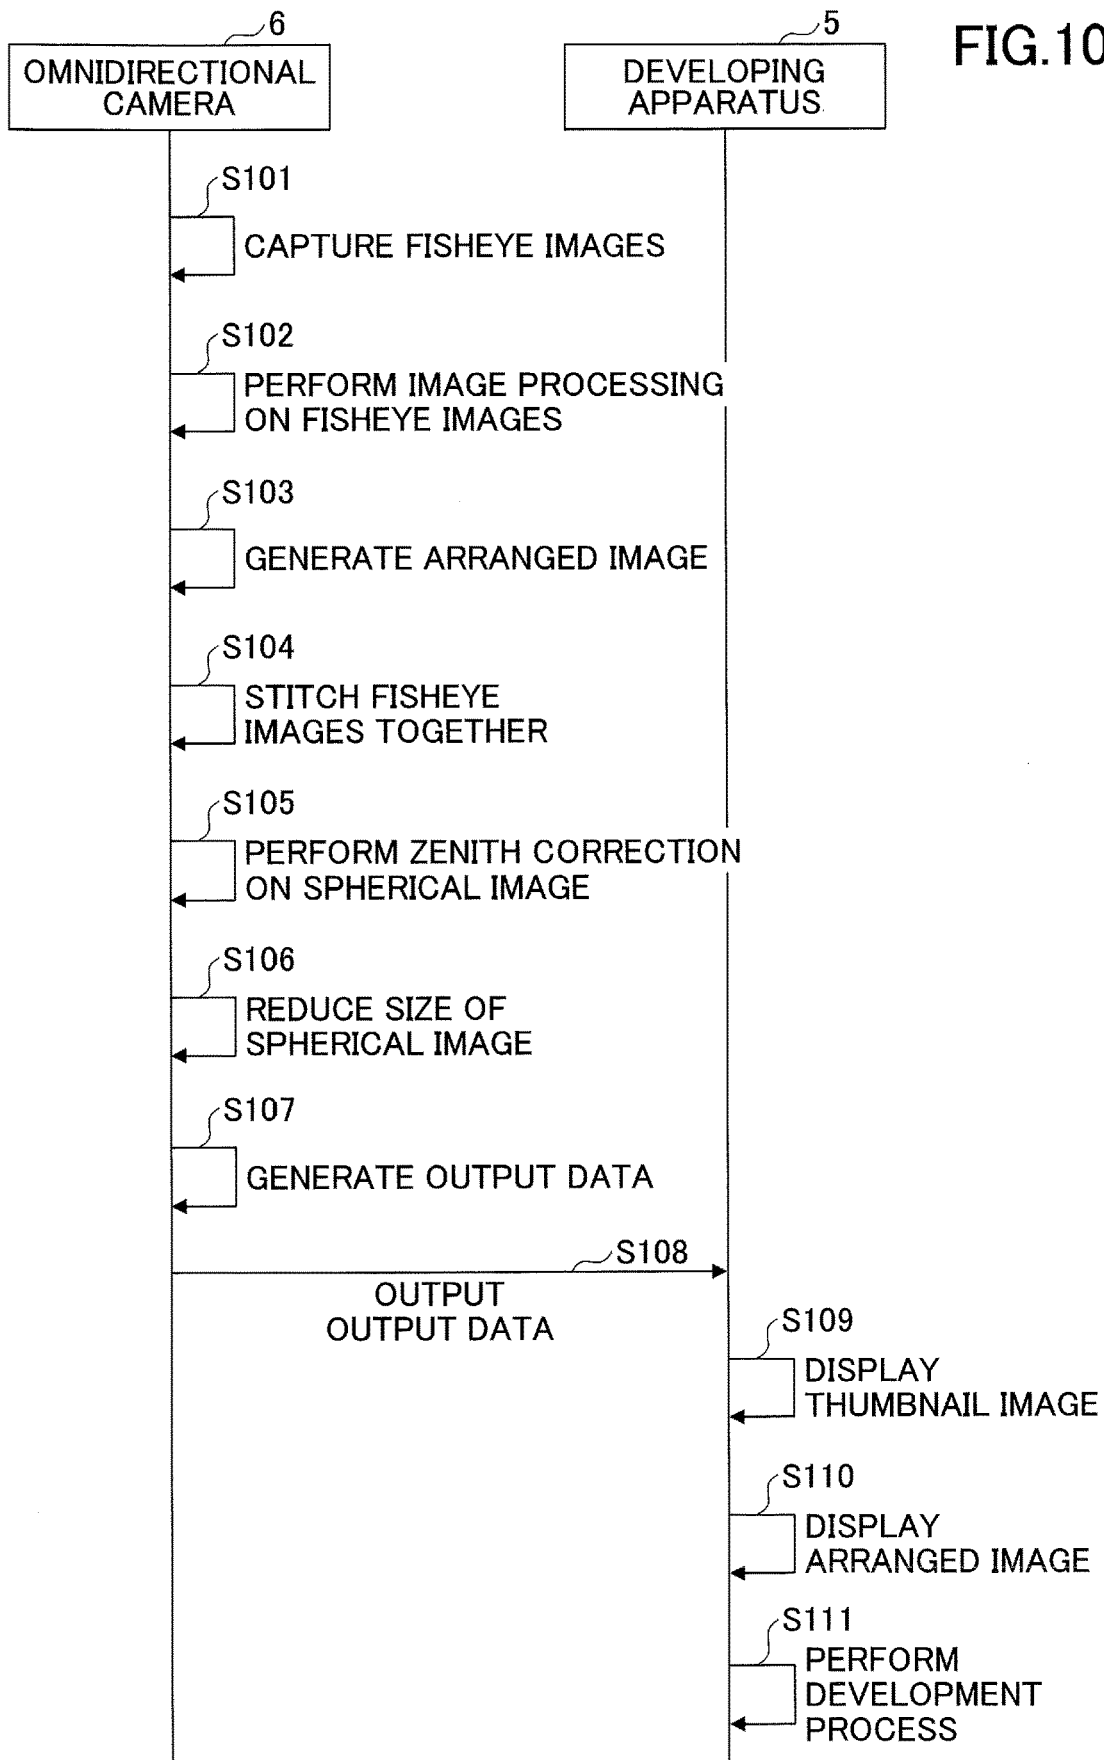 FIG.10
6
OMNIDIRECTIONAL
CAMERA
5
DEVELOPING
APPARATUS
S101
CAPTURE FISHEYE IMAGES
S102
PERFORM IMAGE PROCESSING
ON FISHEYE IMAGES
S103
GENERATE ARRANGED IMAGE
S104
STITCH FISHEYE
IMAGES TOGETHER
S105
PERFORM ZENITH CORRECTION
ON SPHERICAL IMAGE
S106
REDUCE SIZE OF
SPHERICAL IMAGE
S107
GENERATE OUTPUT DATA
S108
OUTPUT
OUTPUT DATA
S109
DISPLAY
THUMBNAIL IMAGE
S110
DISPLAY
ARRANGED IMAGE
S111
PERFORM
DEVELOPMENT
PROCESS